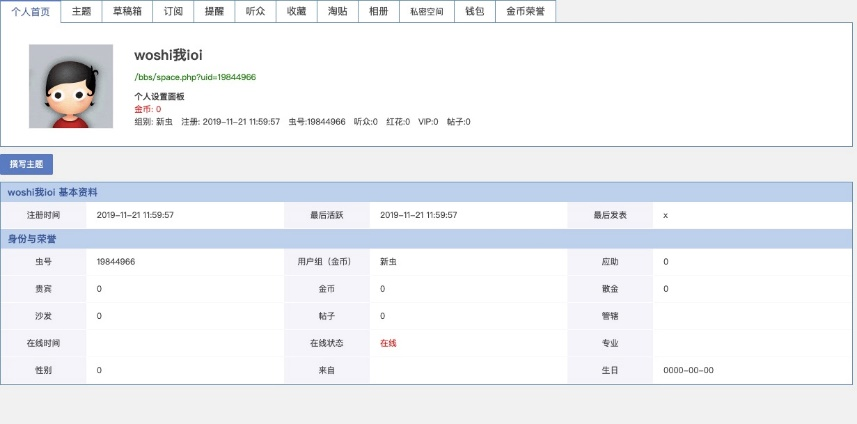 个人首页 主题 草稿箱 订阅 提醒 听众 收藏 淘贴 相册 私密空间 钱包 金币荣誉
woshi我ioi
/bbs/space.php?uid=19844966
个人设置面板
金币: 0
组别: 新虫 注册: 2019-11-21 11:59:57 虫号:19844966 听众:0 红花:0 VIP:0 帖子:0
撰写主题
woshi我ioi 基本资料
注册时间 2019-11-21 11:59:57 最后活跃 2019-11-21 11:59:57 最后发表 x
身份与荣誉
虫号 19844966 用户组（金币） 新虫 应助 0
贵宾 0 金币 0 散金 0
沙发 0 帖子 0 管辖
在线时间 在线状态 在线 专业
性别 0 来自 生日 0000-00-00